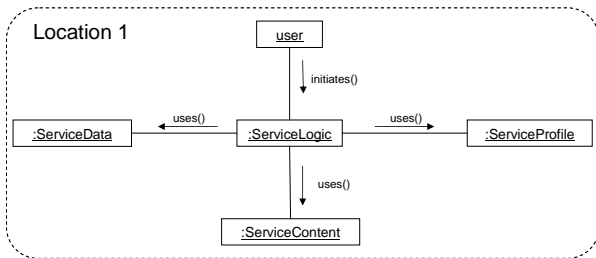 Location 1
user
initiates()
uses()
uses()
:ServiceData
:ServiceLogic
:ServiceProfile
uses()
:ServiceContent